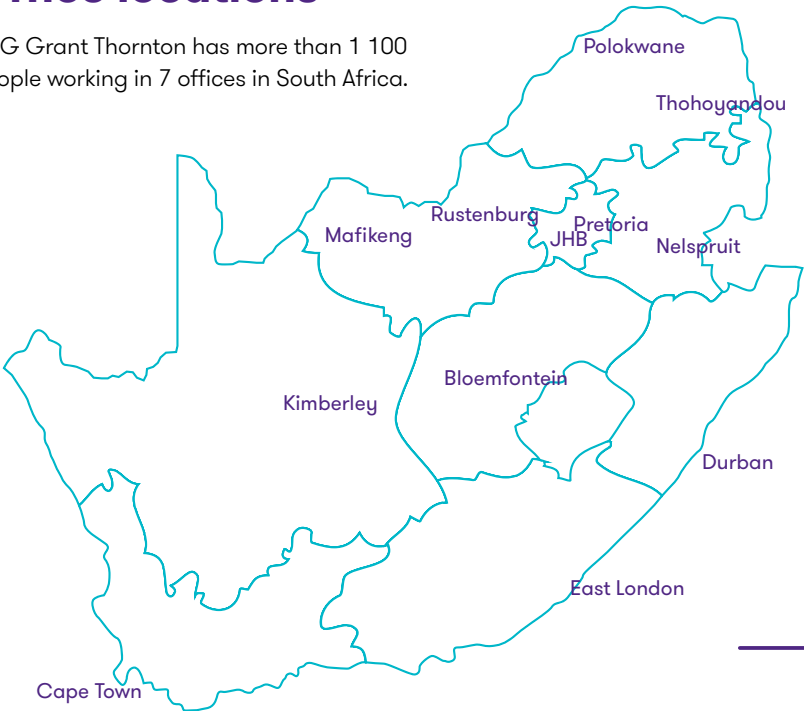 G Grant Thornton has more than 1 100
working in 7 offices in South Africa.
Polokwane
Thohoyandou
Rustenburg
Pretoria
Mafikeng
JHB
Nelspruit
Bloemfontein
Kimberley
Durban
East London
Cape Town